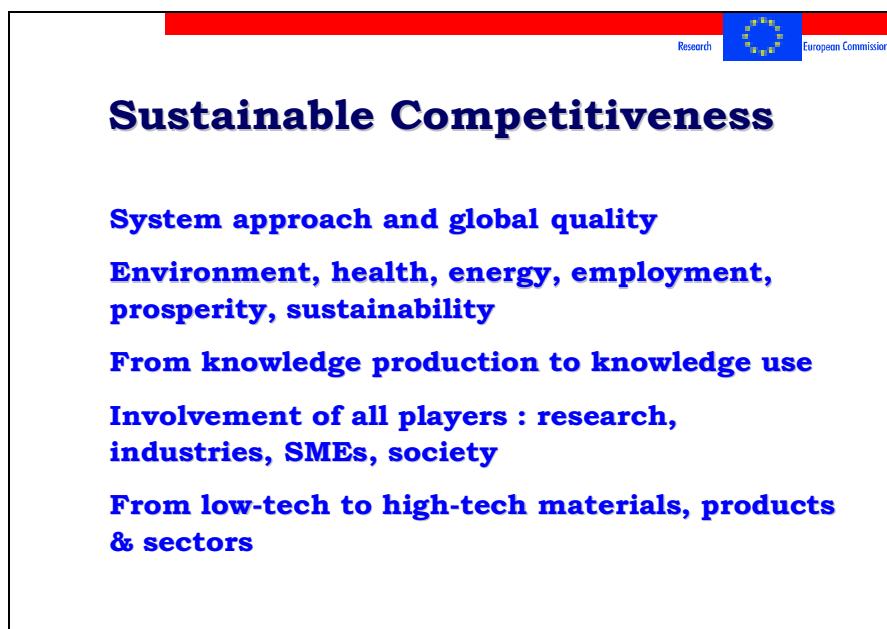 Research
European Commission
Sustainable Competitiveness
System approach and global quality
Environment, health, energy, employment,
prosperity, sustainability
From knowledge production to knowledge use
Involvement of all players : research,
industries, SMEs, society
From low-tech to high-tech materials, products
& sectors